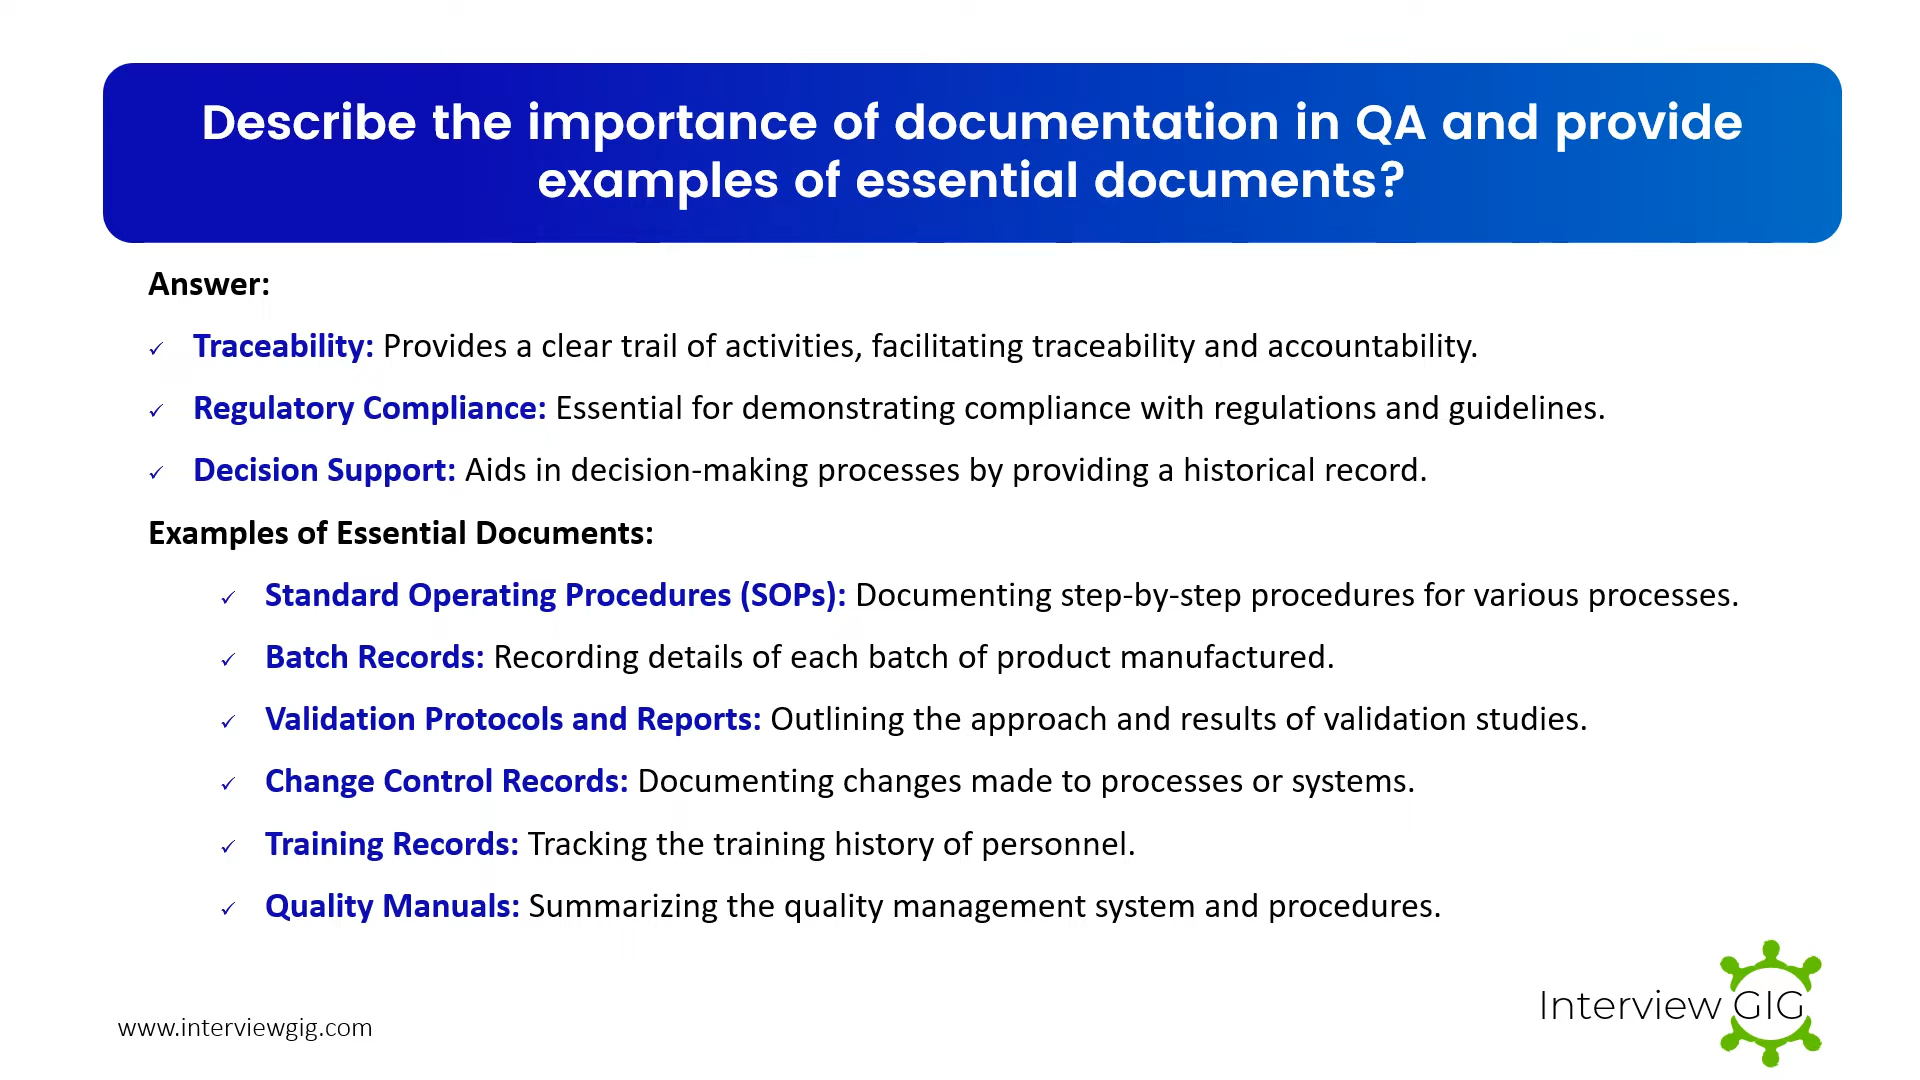 Describe the importance of documentation in QA and provide
examples of essential documents?
Answer:
✓ Traceability: Provides a clear trail of activities, facilitating traceability and accountability.
✓ Regulatory Compliance: Essential for demonstrating compliance with regulations and guidelines.
✓ Decision Support: Aids in decision-making processes by providing a historical record.
Examples of Essential Documents:
✓ Standard Operating Procedures (SOPs): Documenting step-by-step procedures for various processes.
✓ Batch Records: Recording details of each batch of product manufactured.
✓ Validation Protocols and Reports: Outlining the approach and results of validation studies.
✓ Change Control Records: Documenting changes made to processes or systems.
✓ Training Records: Tracking the training history of personnel.
✓ Quality Manuals: Summarizing the quality management system and procedures.
Interview GIG
www.interviewgig.com